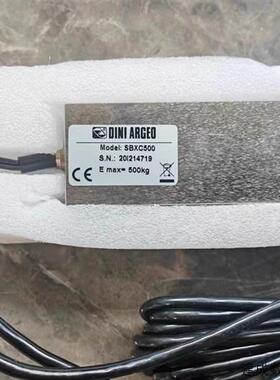 DINI ARGEO
Model: SBXC500
S.N.: 20I214719
E max= 500kg
CE